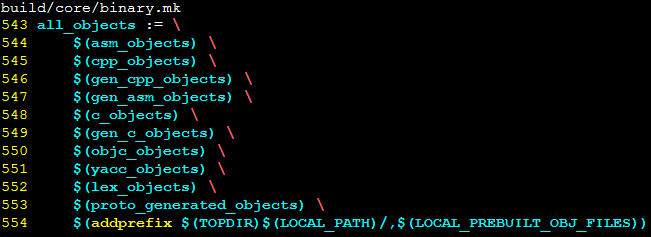 build/core/binary.mk
543 all_objects := \
544     $(asm_objects) \
545     $(cpp_objects) \
546     $(gen_cpp_objects) \
547     $(gen_asm_objects) \
548     $(c_objects) \
549     $(gen_c_objects) \
550     $(objc_objects) \
551     $(yacc_objects) \
552     $(lex_objects) \
553     $(proto_generated_objects) \
554     $(addprefix $(TOPDIR)$(LOCAL_PATH)/,$(LOCAL_PREBUILT_OBJ_FILES))